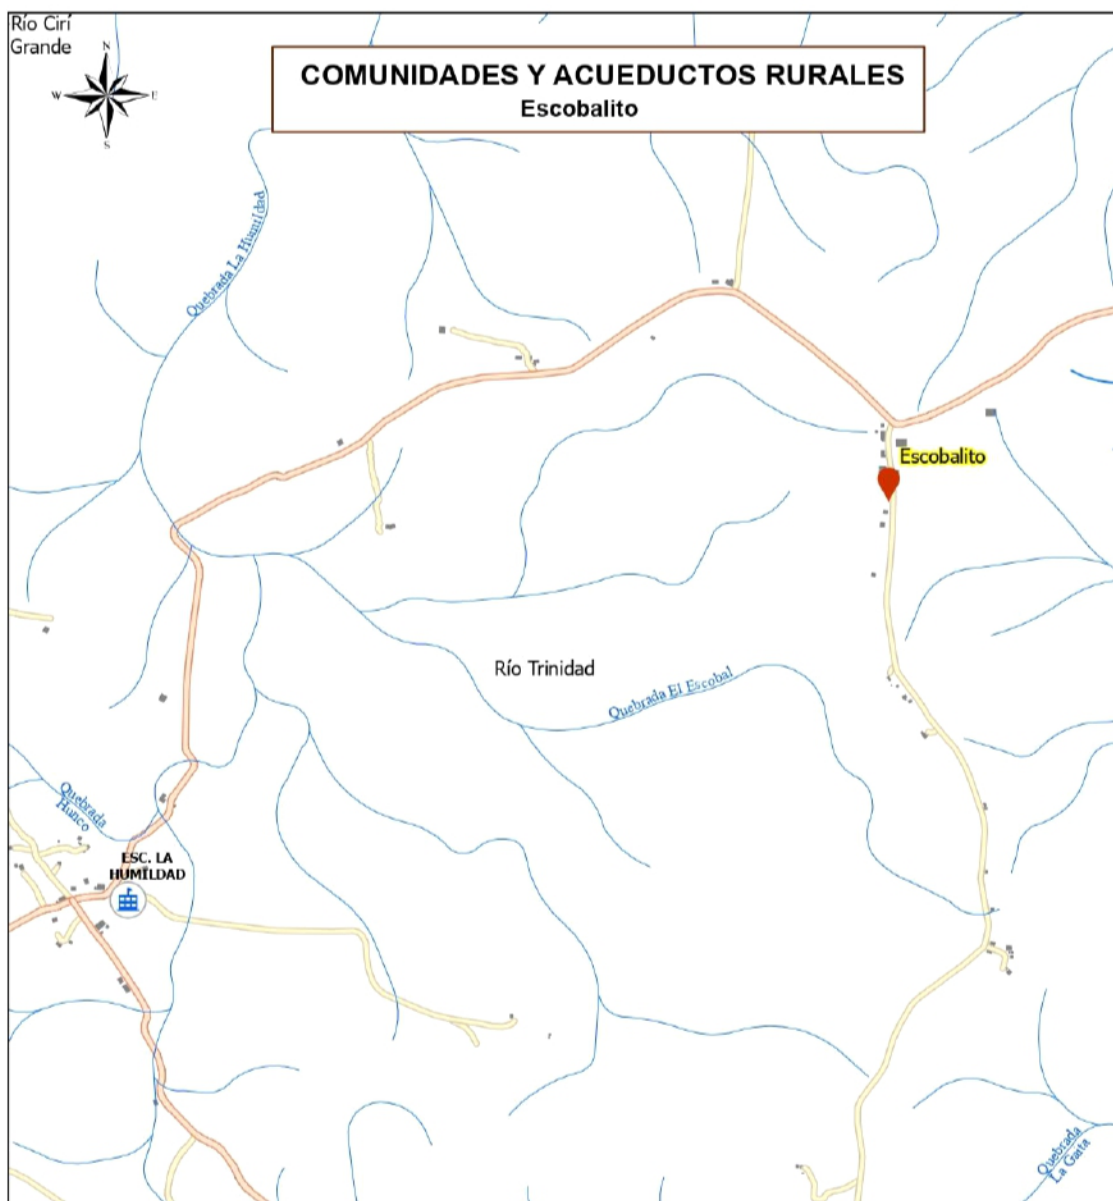 Río Cirí
Grande
N
W
E
S
COMUNIDADES Y ACUEDUCTOS RURALES
Escobalito
Quebrada La Humildad
Escobalito
Río Trinidad
Quebrada El Escobal
Quebrada
Hunco
ESC. LA
HUMILDAD
Quebrada
La Gaita